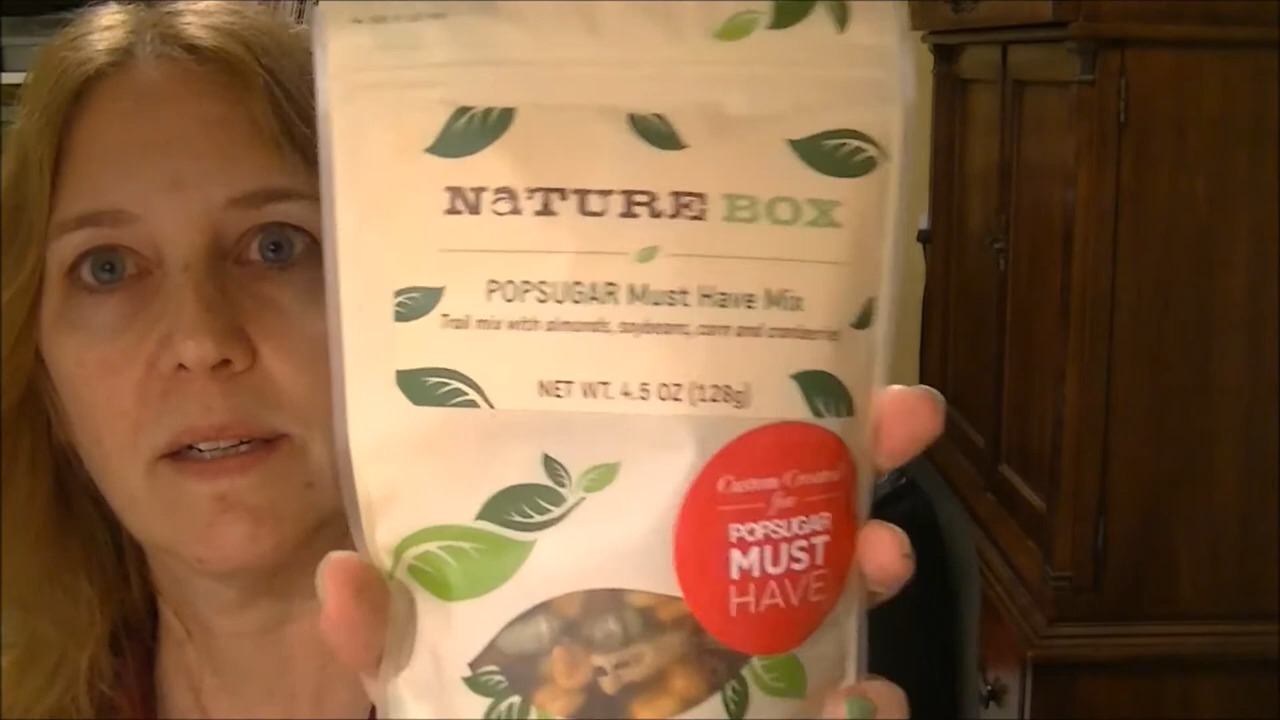 NaTURE BOX
POPSUGAR Must Have Mix
Trail mix with almonds, soybeans, corn and cranberries
NET WT. 4.5 OZ (128g)
Custom Created
for
POPSUGAR
MUST
HAVE